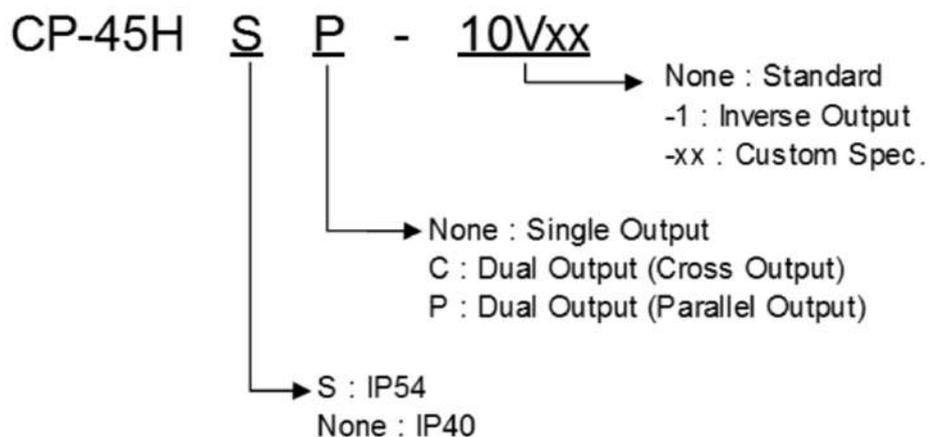 CP-45H S P - 10Vxx
None : Standard
-1 : Inverse Output
-xx : Custom Spec.
None : Single Output
C : Dual Output (Cross Output)
P : Dual Output (Parallel Output)
S : IP54
None : IP40